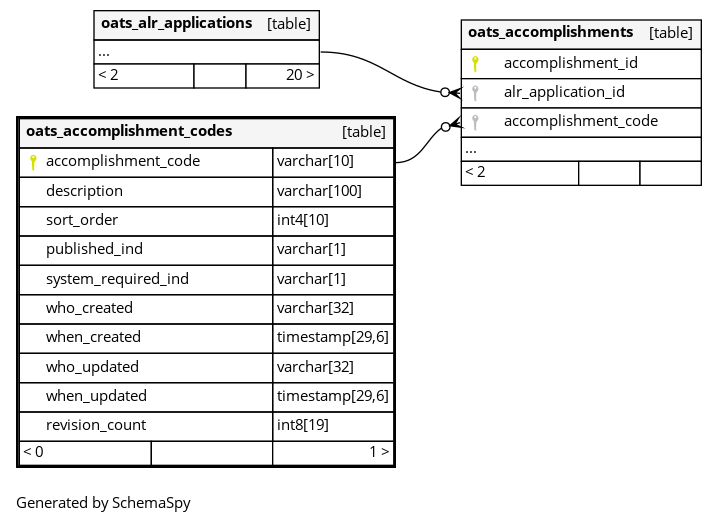 oats_alr_applications [table]
...
< 2 20 >
oats_accomplishments [table]
accomplishment_id
alr_application_id
accomplishment_code
...
< 2
oats_accomplishment_codes [table]
accomplishment_code varchar[10]
description varchar[100]
sort_order int4[10]
published_ind varchar[1]
system_required_ind varchar[1]
who_created varchar[32]
when_created timestamp[29,6]
who_updated varchar[32]
when_updated timestamp[29,6]
revision_count int8[19]
< 0 1 >
Generated by SchemaSpy